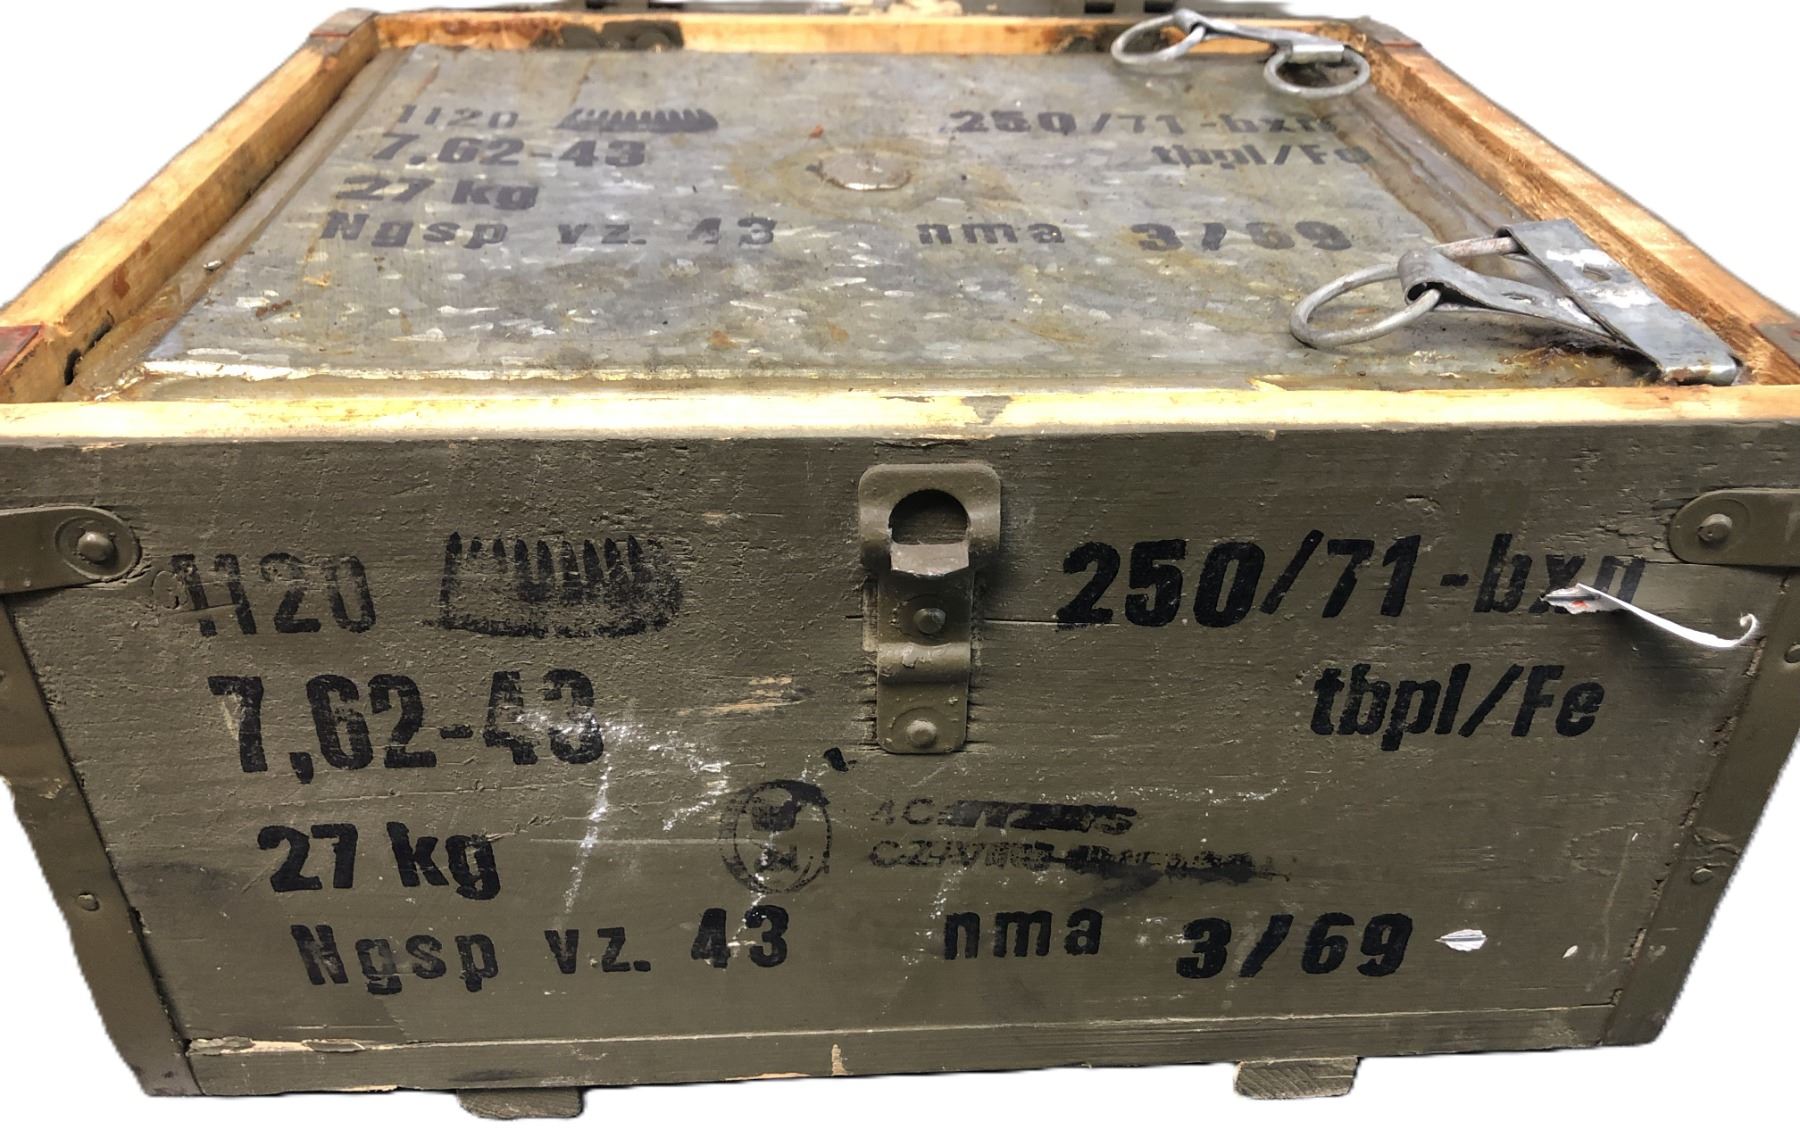 1120 250/71-bxn
7,62-43 tbpl/Fe
27 kg
Ngsp vz. 43 nma 3/69
1120 250/71-bxn
7,62-43 tbpl/Fe
27 kg
Ngsp vz. 43 nma 3/69